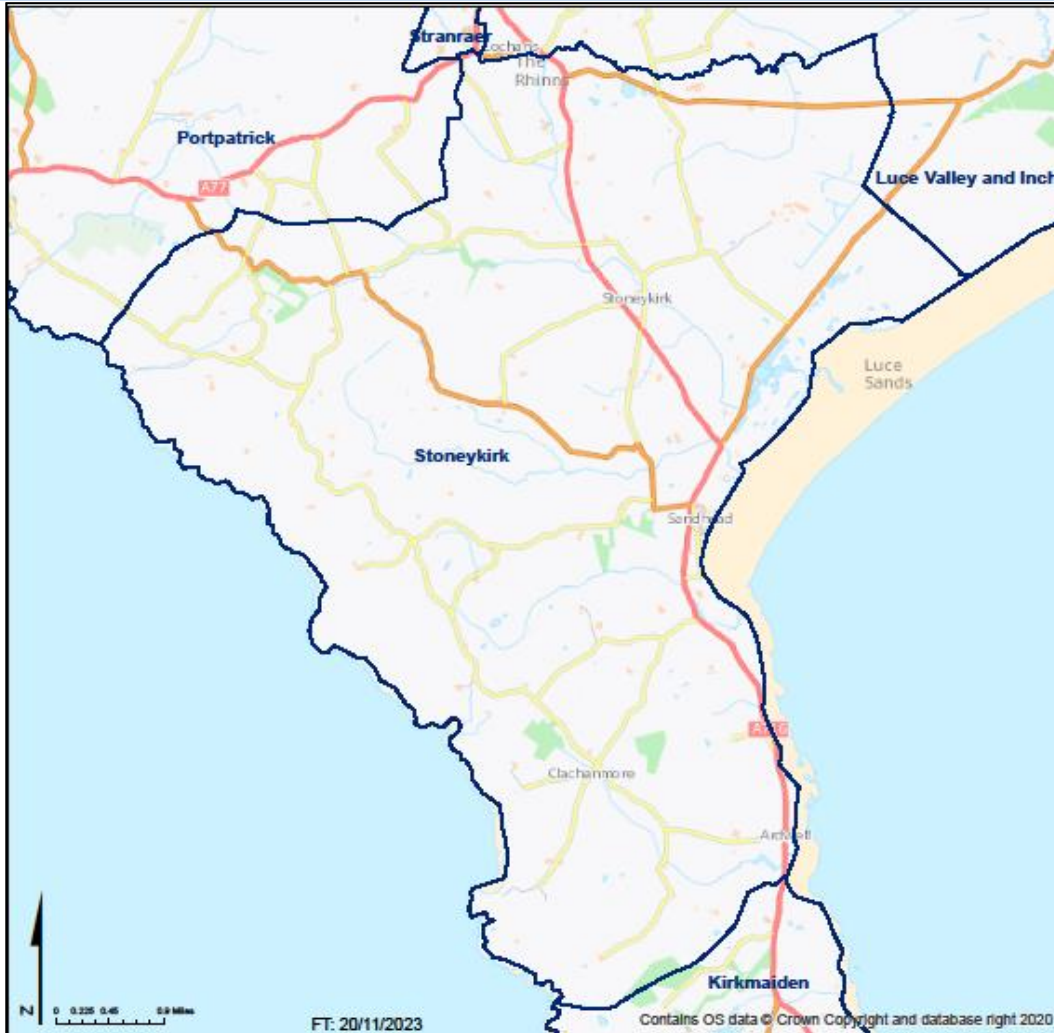 Stranraer
Lochans
The
Rhinns
Portpatrick
A77
Luce Valley and Inch
Stoneykirk
Luce
Sands
Stoneykirk
Sandhead
A716
Clachanmore
Ardwell
Kirkmaiden
N
0 0.225 0.45 0.9 Miles
FT: 20/11/2023
Contains OS data © Crown Copyright and database right 2020